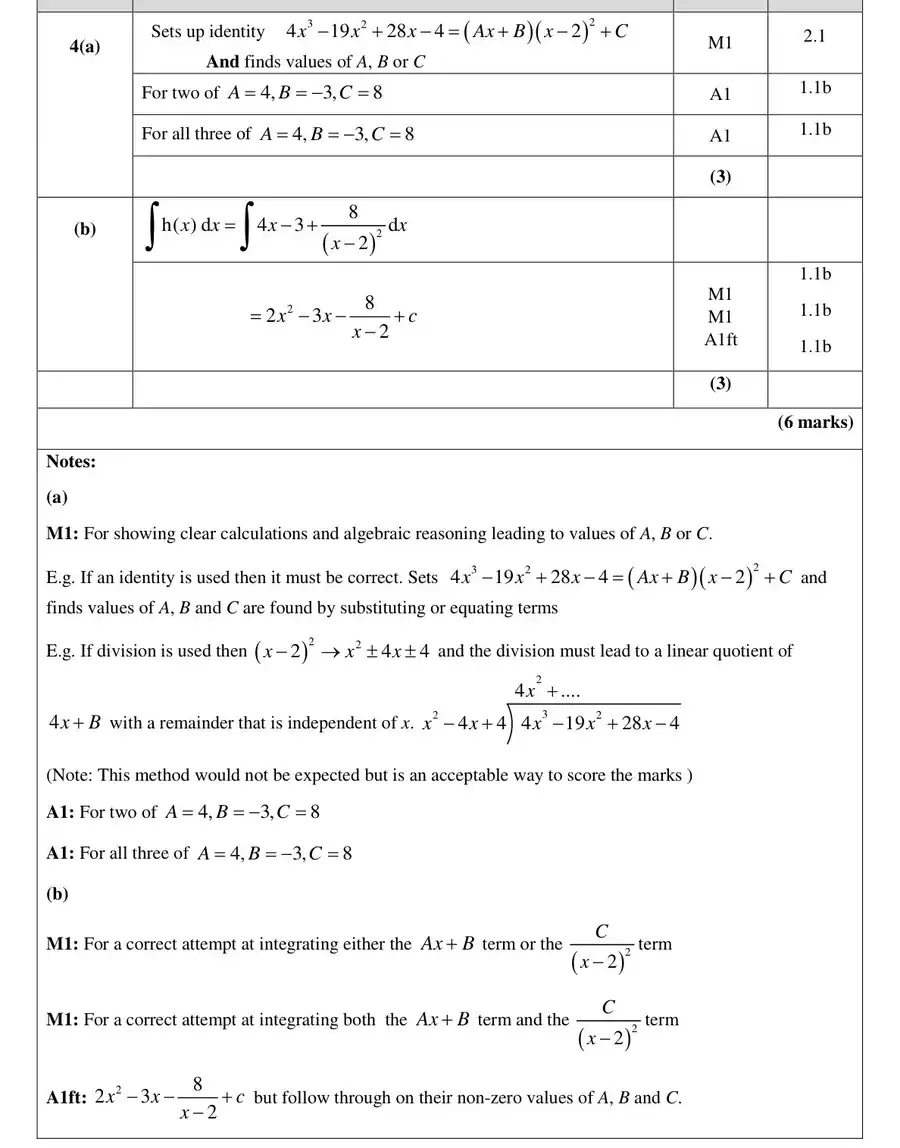 4(a) Sets up identity 4x³ −19x² + 28x − 4 = (Ax + B)(x − 2)² + C M1 2.1
And finds values of A, B or C
For two of A = 4, B = −3, C = 8 A1 1.1b
For all three of A = 4, B = −3, C = 8 A1 1.1b
(3)
(b) ∫ h(x) dx = ∫ 4x − 3 + 8/(x − 2)² dx
= 2x² − 3x − 8/(x − 2) + c M1 M1 A1ft 1.1b 1.1b 1.1b
(3)
(6 marks)
Notes:
(a)
M1: For showing clear calculations and algebraic reasoning leading to values of A, B or C.
E.g. If an identity is used then it must be correct. Sets 4x³ −19x² + 28x − 4 = (Ax + B)(x − 2)² + C and
finds values of A, B and C are found by substituting or equating terms
E.g. If division is used then (x − 2)² → x² ± 4x ± 4 and the division must lead to a linear quotient of
4x² + ....
4x + B with a remainder that is independent of x. x² − 4x + 4) 4x³ −19x² + 28x − 4
(Note: This method would not be expected but is an acceptable way to score the marks )
A1: For two of A = 4, B = −3, C = 8
A1: For all three of A = 4, B = −3, C = 8
(b)
M1: For a correct attempt at integrating either the Ax + B term or the C/(x − 2)² term
M1: For a correct attempt at integrating both the Ax + B term and the C/(x − 2)² term
A1ft: 2x² − 3x − 8/(x − 2) + c but follow through on their non-zero values of A, B and C.